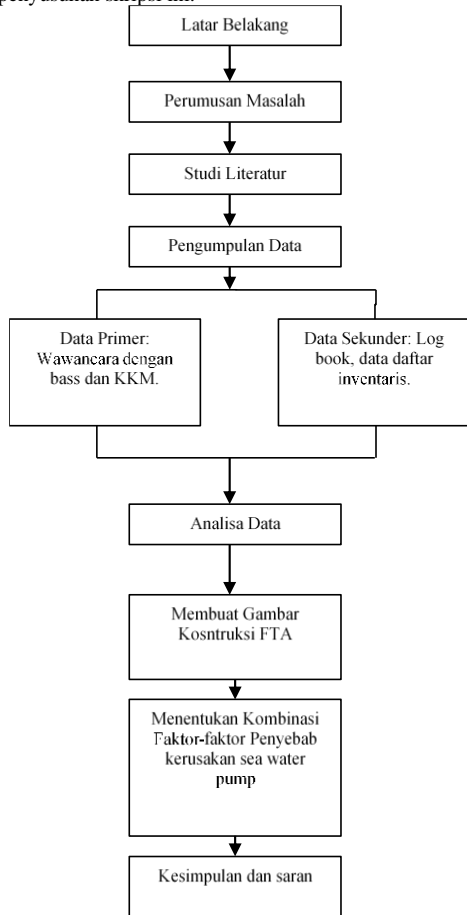 penyusunan skripsi ini.
Latar Belakang
Perumusan Masalah
Studi Literatur
Pengumpulan Data
Data Primer:
Wawancara dengan
bass dan KKM.
Data Sekunder: Log
book, data daftar
inventaris.
Analisa Data
Membuat Gambar
Kosntruksi FTA
Menentukan Kombinasi
Faktor-faktor Penyebab
kerusakan sea water
pump
Kesimpulan dan saran